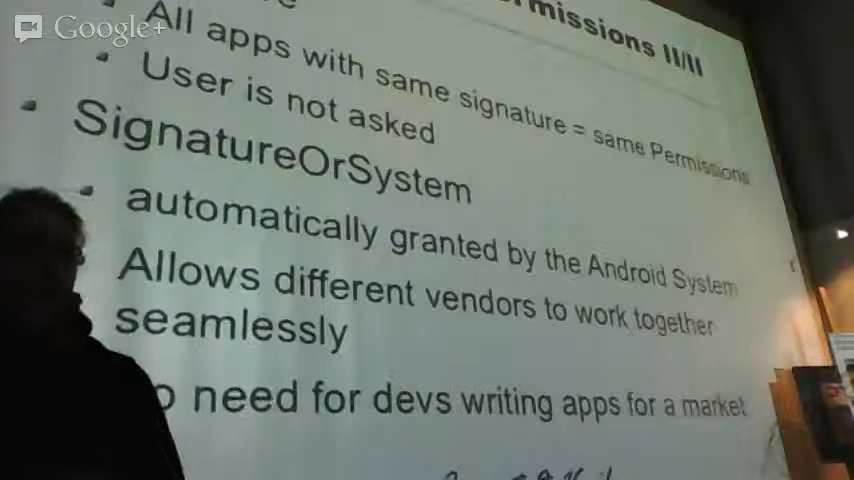 Google+
missions II/II
All apps with same signature = same Permissions
User is not asked
SignatureOrSystem
automatically granted by the Android System
Allows different vendors to work together
seamlessly
need for devs writing apps for a market